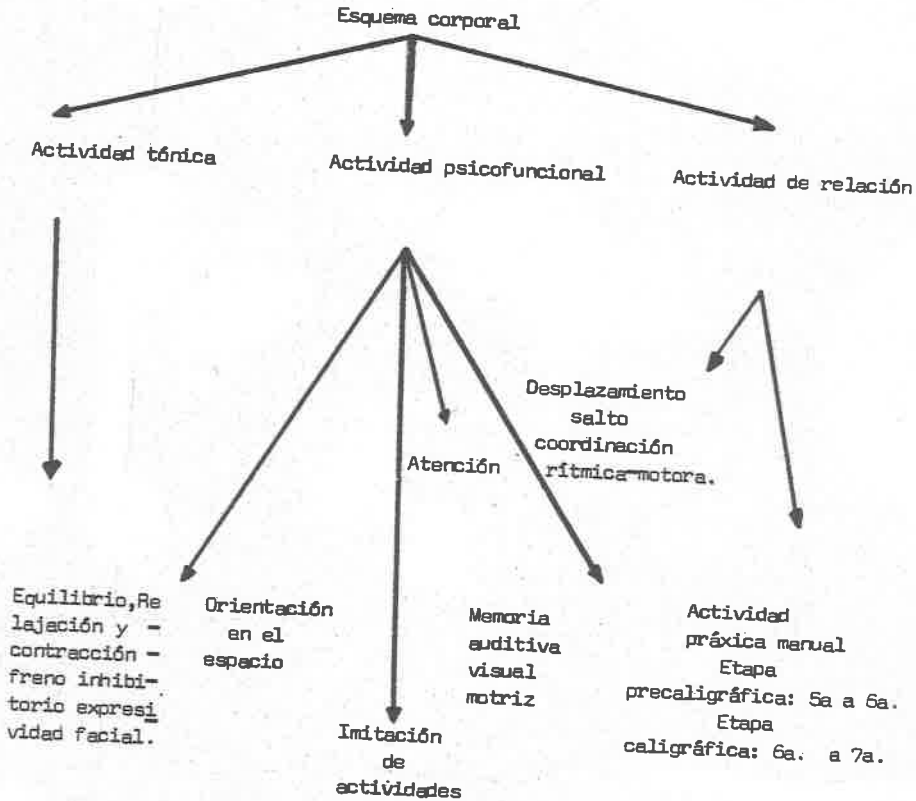 Esquema corporal
Actividad tónica
Actividad psicofuncional
Actividad de relación
Desplazamiento
salto
coordinación
rítmica-motora.
Atención
Equilibrio,Re
lajación y -
contracción -
freno inhibi-
torio expresi
vidad facial.
Orientación
en el
espacio
Imitación
de
actividades
Memoria
auditiva
visual
motriz
Actividad
práxica manual
Etapa
precaligráfica: 5a a 6a.
Etapa
caligráfica: 6a. a 7a.